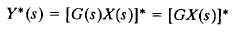 Y*(s) = [G(s)X(s)]* = [GX(s)]*